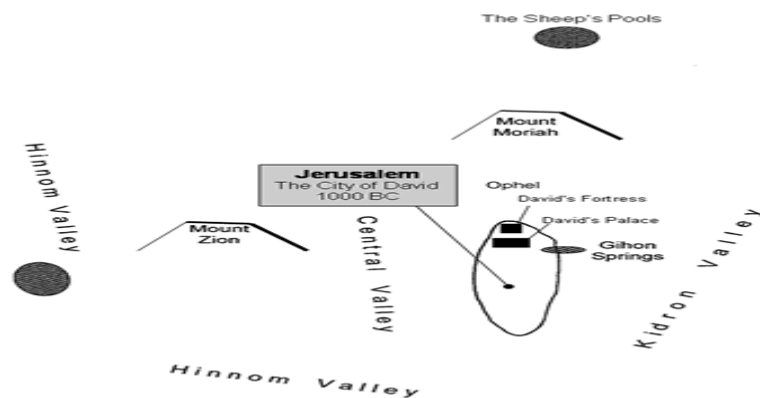 The Sheep's Pools
Mount
Moriah
Hinnom Valley
Jerusalem
The City of David
1000 BC
Ophel
David's Fortress
David's Palace
Mount
Zion
Central Valley
Gihon
Springs
Kidron Valley
Hinnom Valley